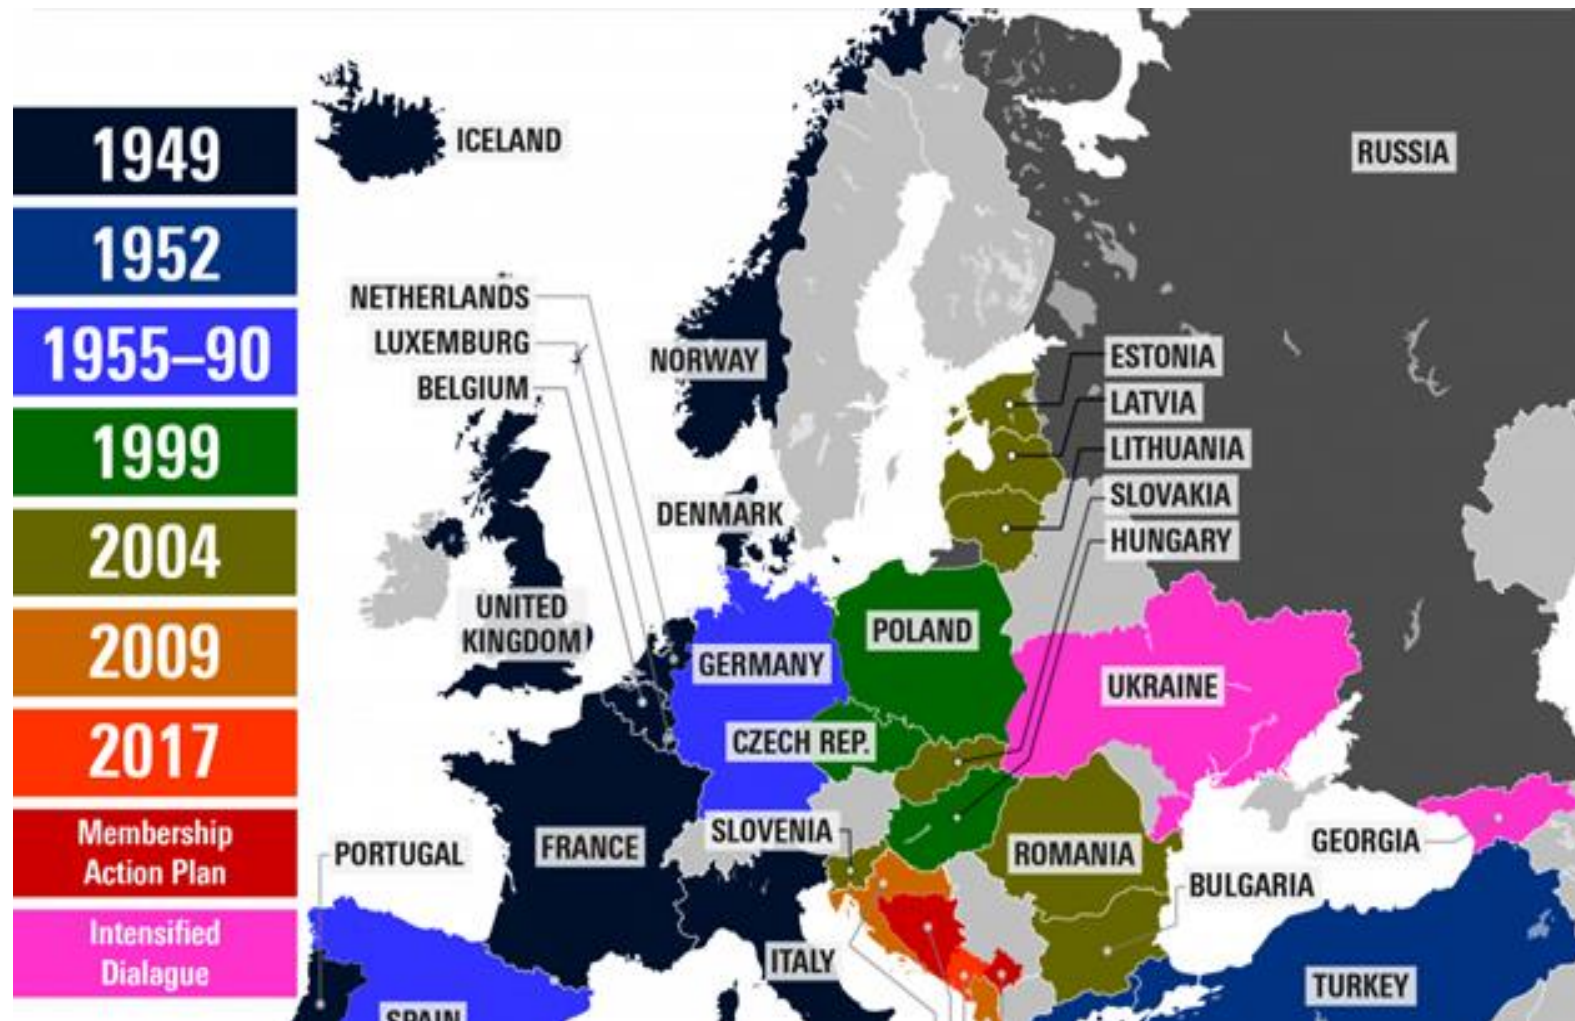 1949
1952
1955–90
1999
2004
2009
2017
Membership
Action Plan
Intensified
Dialague
ICELAND
RUSSIA
NETHERLANDS
LUXEMBURG
BELGIUM
NORWAY
ESTONIA
LATVIA
LITHUANIA
SLOVAKIA
HUNGARY
DENMARK
UNITED
KINGDOM
GERMANY
POLAND
UKRAINE
CZECH REP.
SLOVENIA
PORTUGAL
FRANCE
ROMANIA
GEORGIA
BULGARIA
ITALY
TURKEY
SPAIN